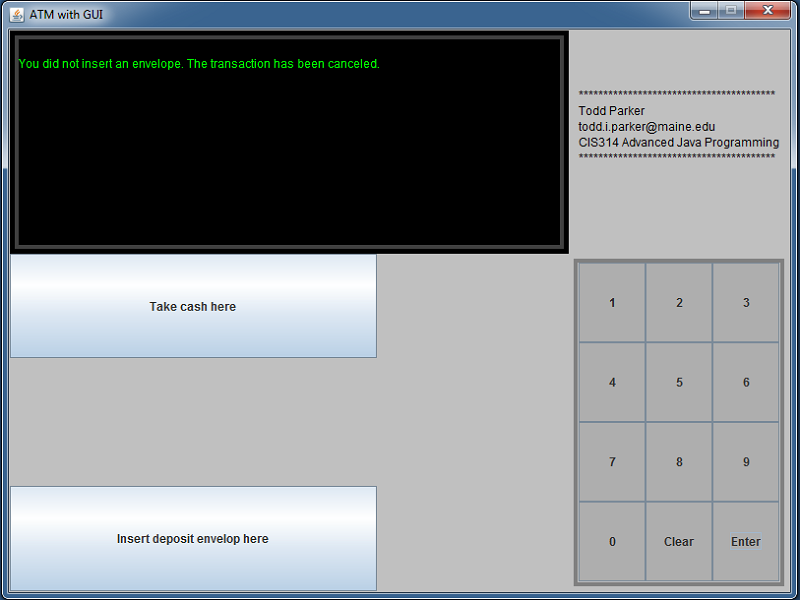 ATM with GUI
You did not insert an envelope. The transaction has been canceled.
****************************************
Todd Parker
todd.i.parker@maine.edu
CIS314 Advanced Java Programming
****************************************
Take cash here
1 2 3
4 5 6
7 8 9
Insert deposit envelop here
0 Clear Enter